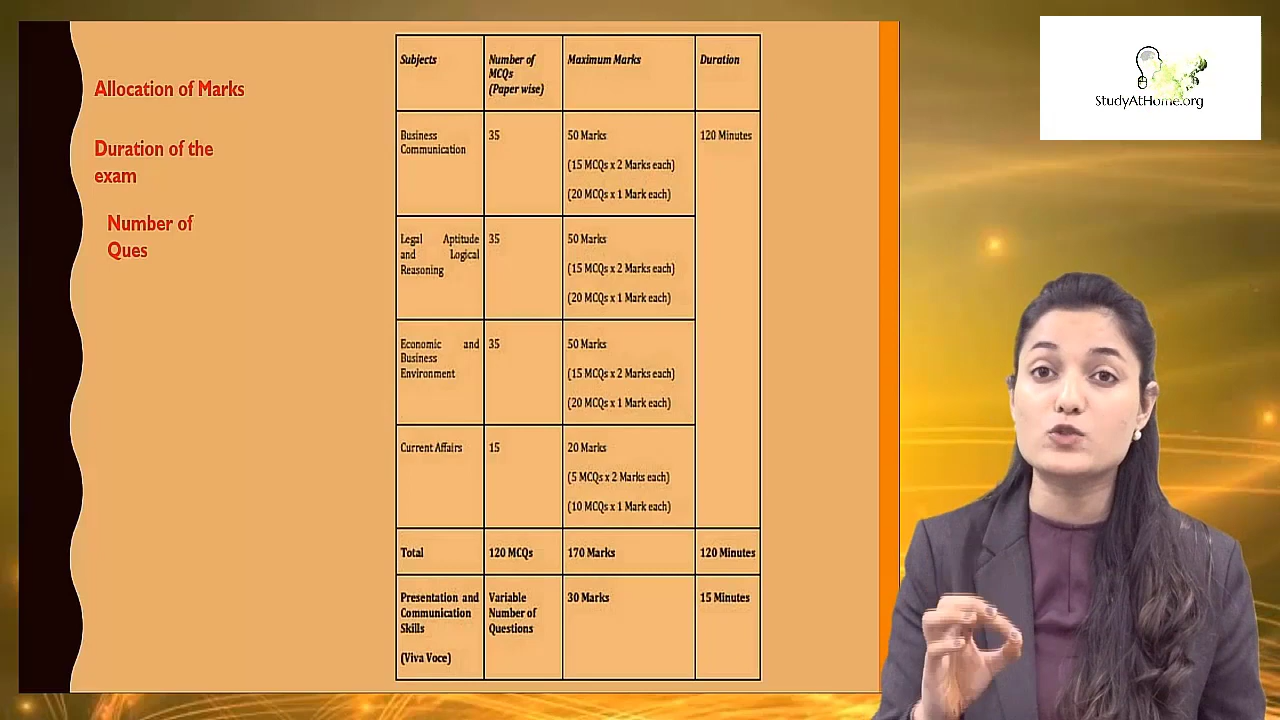 Allocation of Marks
Duration of the
exam
Number of
Ques
Subjects
Number of
MCQs
(Paper wise)
Maximum Marks
Duration
Business
Communication
35
50 Marks
(15 MCQs x 2 Marks each)
(20 MCQs x 1 Mark each)
120 Minutes
Legal Aptitude
and Logical
Reasoning
35
50 Marks
(15 MCQs x 2 Marks each)
(20 MCQs x 1 Mark each)
Economic and
Business
Environment
35
50 Marks
(15 MCQs x 2 Marks each)
(20 MCQs x 1 Mark each)
Current Affairs
15
20 Marks
(5 MCQs x 2 Marks each)
(10 MCQs x 1 Mark each)
Total
120 MCQs
170 Marks
120 Minutes
Presentation and
Communication
Skills
(Viva Voce)
Variable
Number of
Questions
30 Marks
15 Minutes
StudyAtHome.org